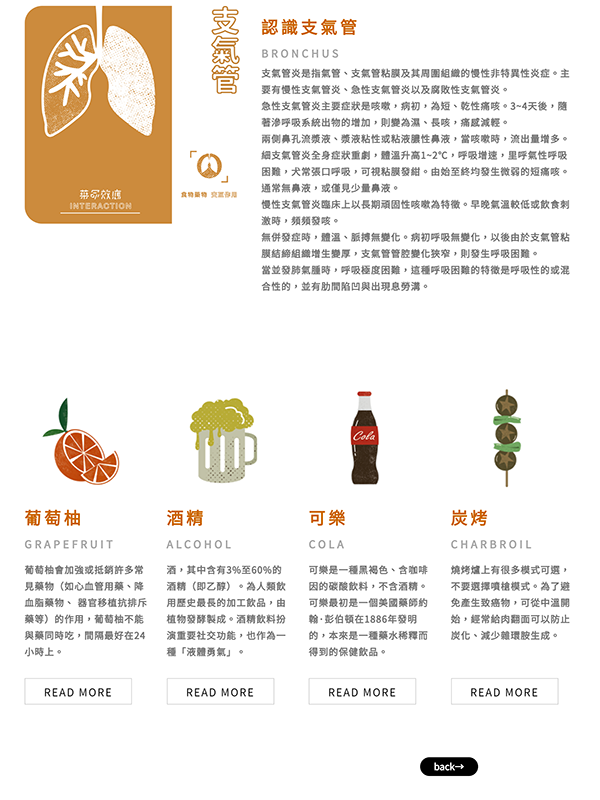 支氣管
藥命效應
INTERACTION
食物藥物
認識支氣管
BRONCHUS
支氣管炎是指氣管、支氣管粘膜及其周圍組織的慢性非特異性炎症。主
要有慢性支氣管炎、急性支氣管炎以及腐敗性支氣管炎。
急性支氣管炎主要症狀是咳嗽，病初，為短、乾性痛咳。3~4天後，隨
著滲呼吸系統出物的增加，則變為濕、長咳，痛感減輕。
兩側鼻孔流漿液、漿液粘性或粘液膿性鼻液，當咳嗽時，流出量增多。
細支氣管炎全身症狀重劇，體溫升高1~2℃，呼吸增速，里呼氣性呼吸
困難，犬常張口呼吸，可視粘膜發紺。由始至終均發生微弱的短痛咳。
通常無鼻液，或僅見少量鼻液。
慢性支氣管炎臨床上以長期頑固性咳嗽為特徵。早晚氣溫較低或飲食刺
激時，頻頻發咳。
無併發症時，體溫、脈搏無變化。病初呼吸無變化，以後由於支氣管粘
膜結締組織增生變厚，支氣管管腔變化狹窄，則發生呼吸困難。
當並發肺氣腫時，呼吸極度困難，這種呼吸困難的特徵是呼吸性的或混
合性的，並有肋間陷凹與出現息勞溝。
葡萄柚
GRAPEFRUIT
葡萄柚會加強或抵銷許多常
見藥物（如心血管用藥、降
血脂藥物、 器官移植抗排斥
藥等）的作用，葡萄柚不能
與藥同時吃，間隔最好在24
小時上。
READ MORE
酒精
ALCOHOL
酒，其中含有3%至60%的
酒精（即乙醇）。為人類飲
用歷史最長的加工飲品，由
植物發酵製成。酒精飲料扮
演重要社交功能，也作為一
種「液體勇氣」。
READ MORE
Cola
可樂
COLA
可樂是一種黑褐色、含咖啡
因的碳酸飲料，不含酒精。
可樂最初是一個美國藥師約
翰·彭伯頓在1886年發明
的，本來是一種藥水稀釋而
得到的保健飲品。
READ MORE
炭烤
CHARBROIL
燒烤爐上有很多模式可選，
不要選擇噴槍模式。為了避
免產生致癌物，可從中溫開
始，經常給肉翻面可以防止
炭化、減少雜環胺生成。
READ MORE
back→